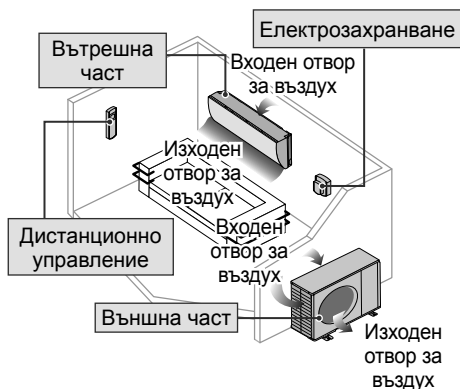 Електрозахранване
Вътрешна
част
Входен отвор
за въздух
Изходен
отвор за
въздух
Дистанционно
управление
Входен
отвор за
въздух
Външна част
Изходен
отвор за
въздух